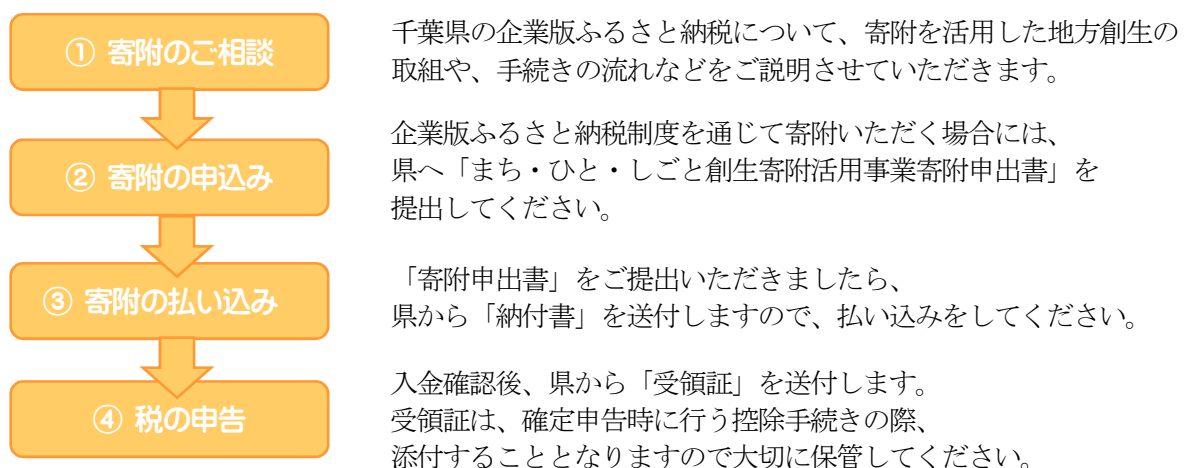 ① 寄附のご相談
千葉県の企業版ふるさと納税について、寄附を活用した地方創生の
取組や、手続きの流れなどをご説明させていただきます。
② 寄附の申込み
企業版ふるさと納税制度を通じて寄附いただく場合には、
県へ「まち・ひと・しごと創生寄附活用事業寄附申出書」を
提出してください。
③ 寄附の払い込み
「寄附申出書」をご提出いただきましたら、
県から「納付書」を送付しますので、払い込みをしてください。
④ 税の申告
入金確認後、県から「受領証」を送付します。
受領証は、確定申告時に行う控除手続きの際、
添付することとなりますので大切に保管してください。